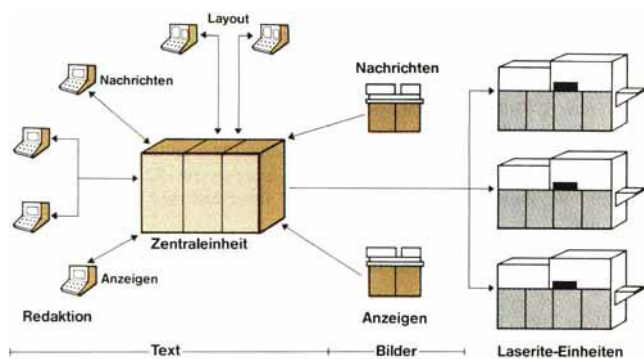 Layout
Nachrichten
Nachrichten
Zentraleinheit
Anzeigen
Redaktion
Anzeigen
Laserite-Einheiten
Text
Bilder